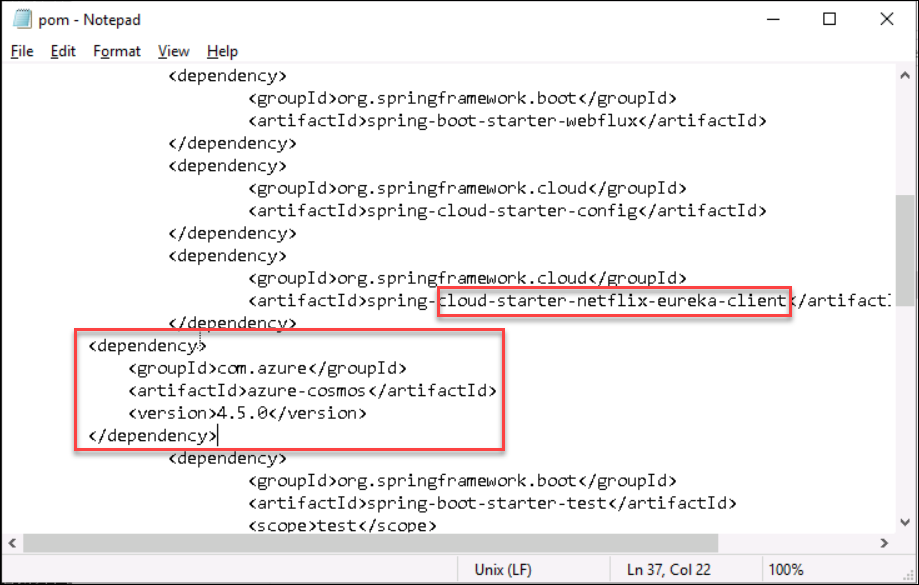 pom - Notepad
File Edit Format View Help
<dependency>
<groupId>org.springframework.boot</groupId>
<artifactId>spring-boot-starter-webflux</artifactId>
</dependency>
<dependency>
<groupId>org.springframework.cloud</groupId>
<artifactId>spring-cloud-starter-config</artifactId>
</dependency>
<dependency>
<groupId>org.springframework.cloud</groupId>
<artifactId>spring-cloud-starter-netflix-eureka-client</artifactI
</dependency>
<dependency>
<groupId>com.azure</groupId>
<artifactId>azure-cosmos</artifactId>
<version>4.5.0</version>
</dependency>
<dependency>
<groupId>org.springframework.boot</groupId>
<artifactId>spring-boot-starter-test</artifactId>
<scope>test</scope>
Unix (LF) Ln 37, Col 22 100%